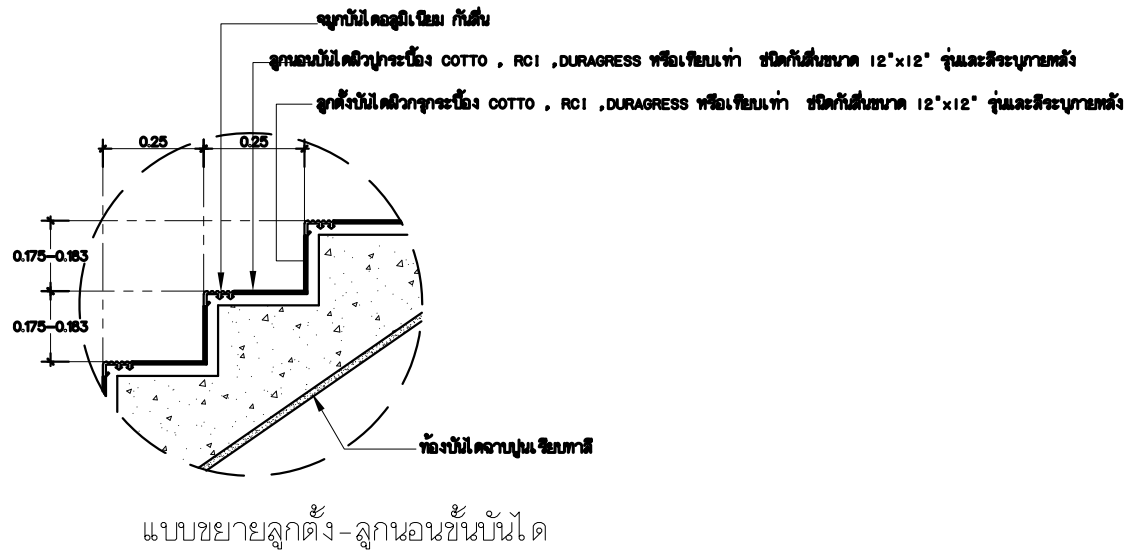 จมูกบันไดอลูมิเนียม กันลื่น
ลูกนอนบันไดผิวปูกระเบื้อง COTTO , RCI ,DURAGRESS หรือเทียบเท่า ชนิดกันลื่นขนาด 12"x12" รุ่นและสีระบุภายหลัง
ลูกตั้งบันไดผิวกรุกระเบื้อง COTTO , RCI ,DURAGRESS หรือเทียบเท่า ชนิดกันลื่นขนาด 12"x12" รุ่นและสีระบุภายหลัง
0.25 0.25
0.175-0.183
0.175-0.183
ท้องบันไดฉาบปูนเรียบทาสี
แบบขยายลูกตั้ง-ลูกนอนขั้นบันได